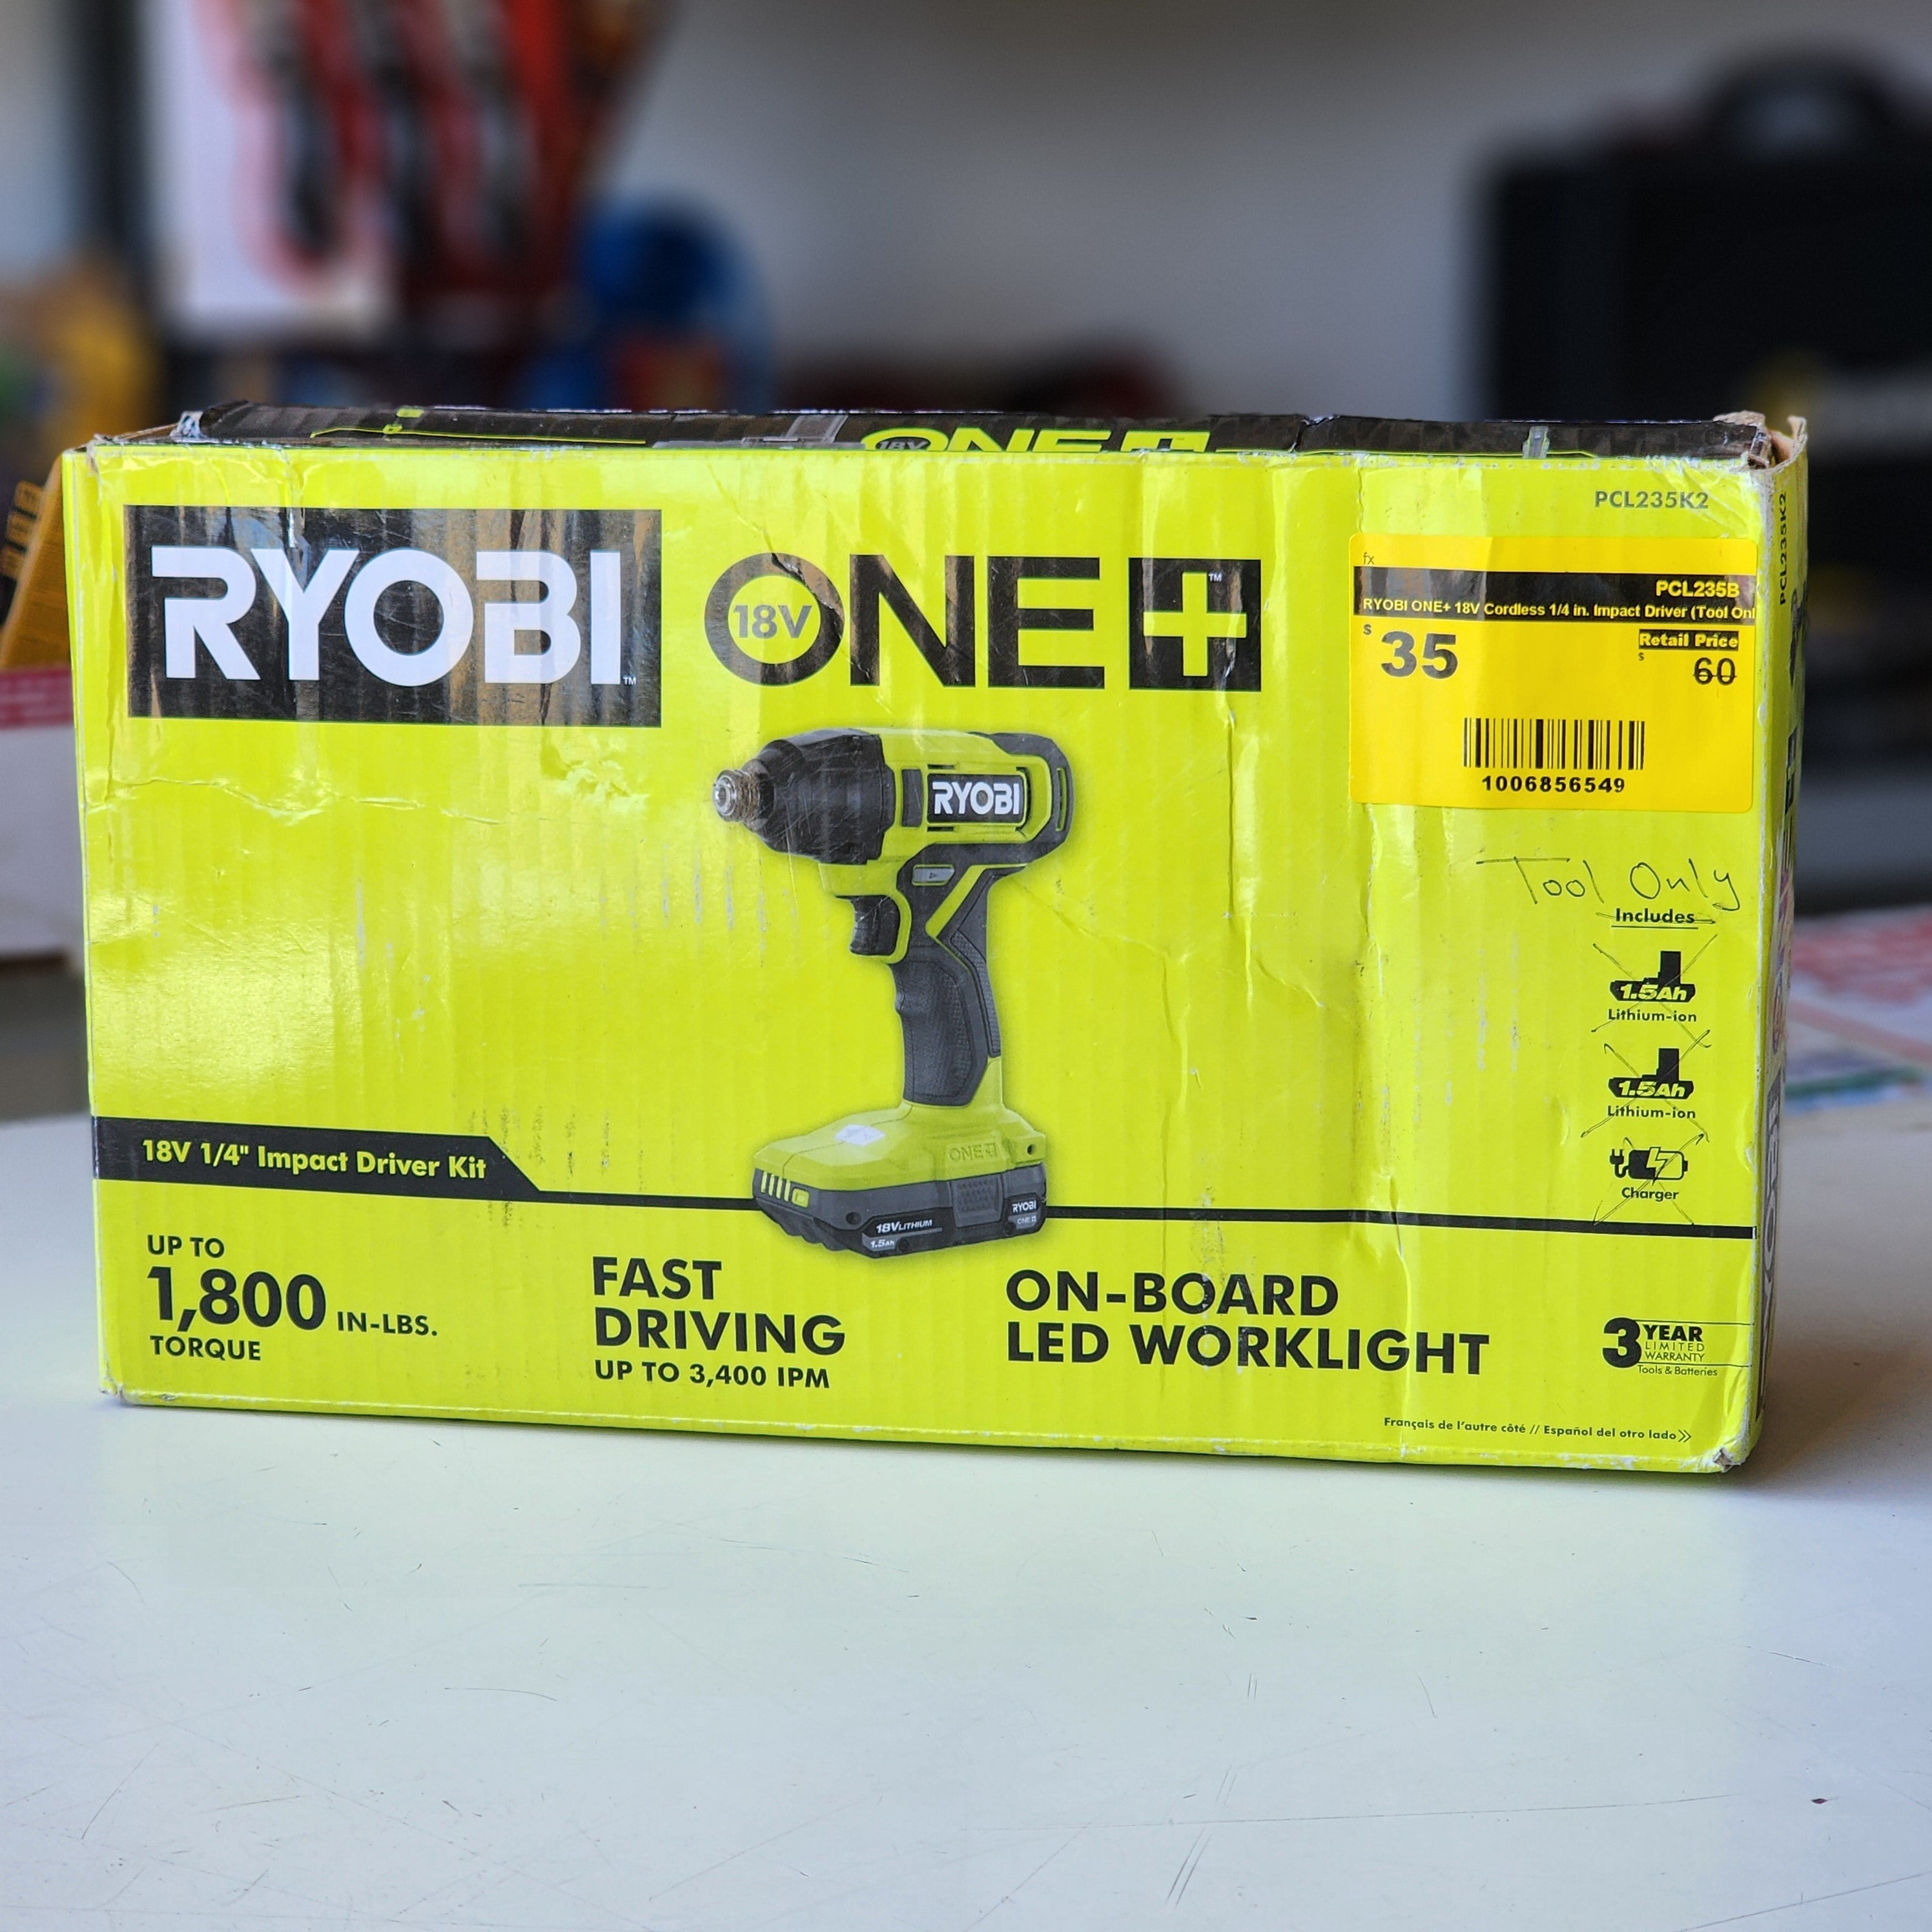 18V ONE+
PCL235K2
RYOBI™
18V ONE+™
fx
PCL235B
RYOBI ONE+ 18V Cordless 1/4 in. Impact Driver (Tool Onl
$ 35
Retail Price
$ 60
1006856549
RYOBI
Tool Only
Includes
1.5Ah
Lithium-ion
1.5Ah
Lithium-ion
Charger
18V 1/4" Impact Driver Kit
ONE+
18V LITHIUM
1.5Ah
RYOBI
ONE+
UP TO
1,800 IN-LBS.
TORQUE
FAST
DRIVING
UP TO 3,400 IPM
ON-BOARD
LED WORKLIGHT
3 YEAR
LIMITED
WARRANTY
Tools & Batteries
Français de l'autre côté // Español del otro lado »
PCL235K2